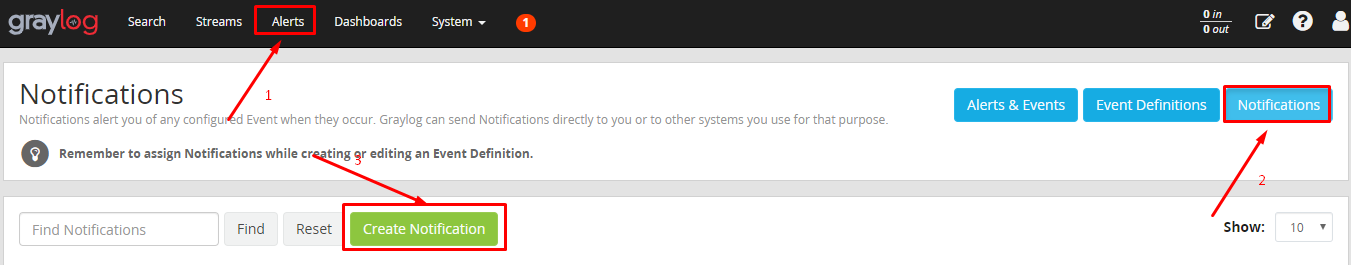 graylog Search Streams Alerts Dashboards System 1 0 in
0 out
1
Notifications
Alerts & Events Event Definitions Notifications
Notifications alert you of any configured Event when they occur. Graylog can send Notifications directly to you or to other systems you use for that purpose.
Remember to assign Notifications while creating or editing an Event Definition.
3
2
Find Notifications Find Reset Create Notification Show: 10